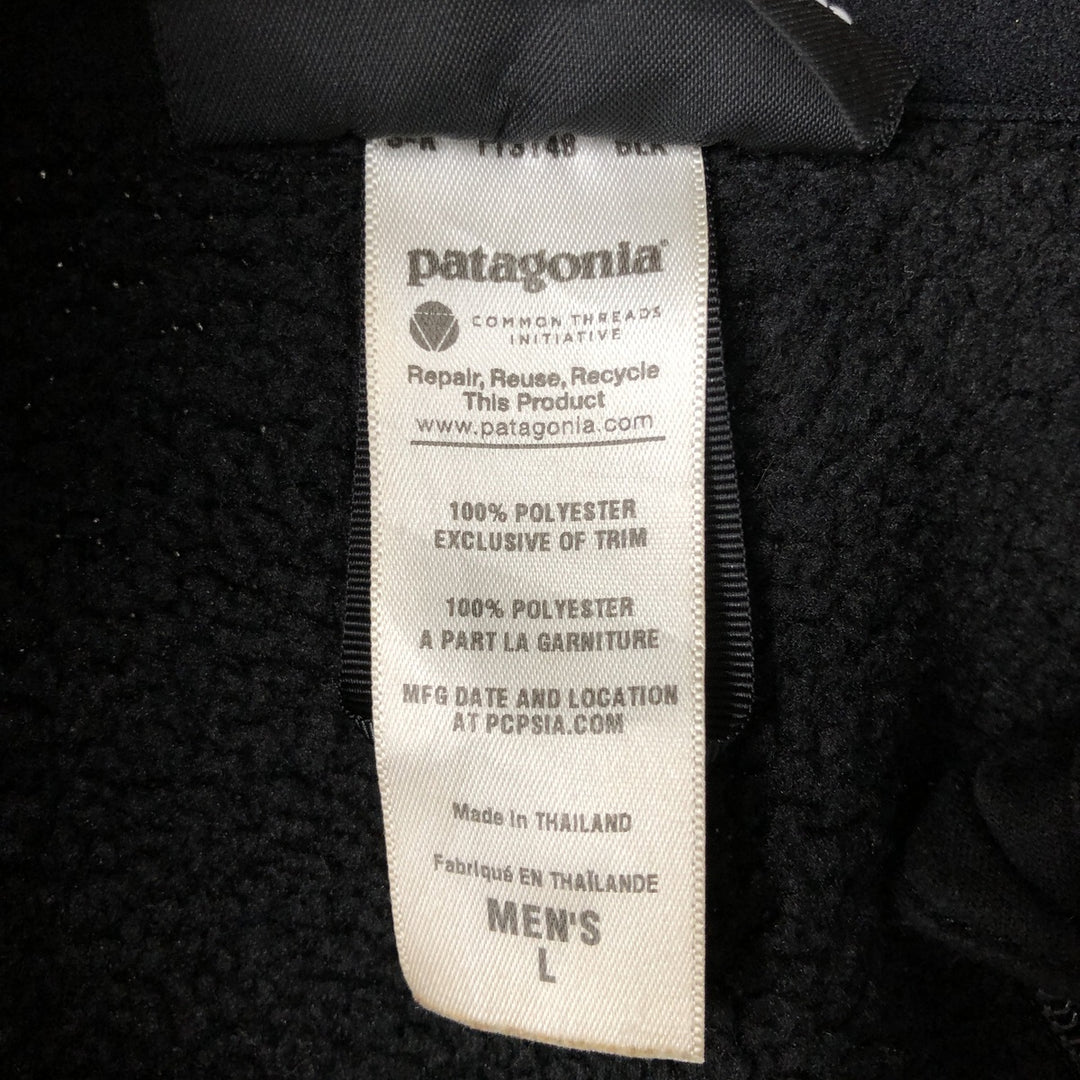 patagonia®
COMMON THREADS
INITIATIVE
Repair, Reuse, Recycle
This Product
www.patagonia.com
100% POLYESTER
EXCLUSIVE OF TRIM
100% POLYESTER
A PART LA GARNITURE
MFG DATE AND LOCATION
AT PCPSIA.COM
Made in THAILAND
Fabriqué EN THAÏLANDE
MEN'S
L